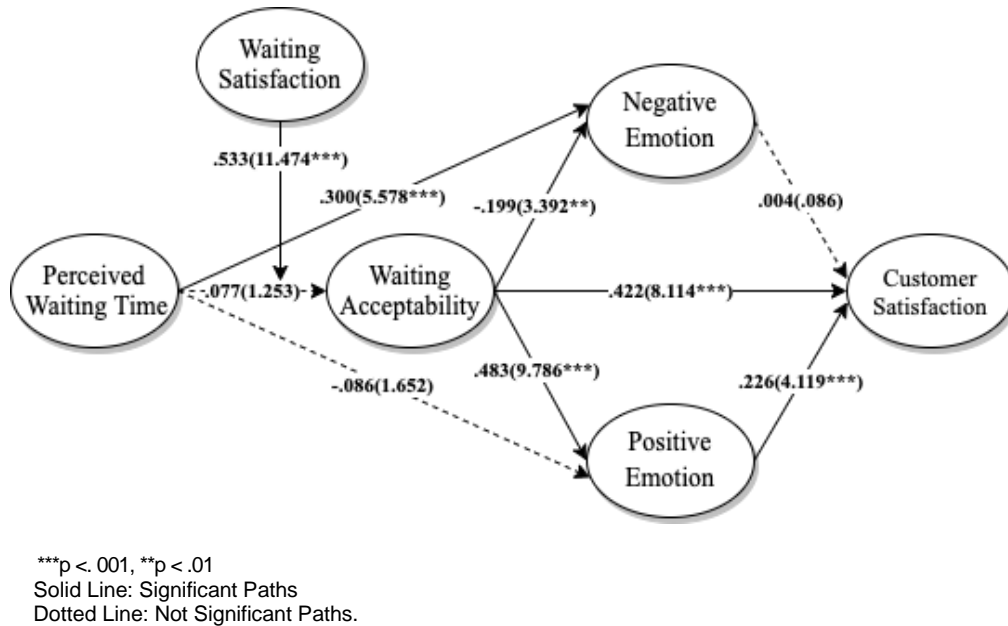 Waiting
Satisfaction
Negative
Emotion
.533(11.474***)
.300(5.578***)
-.199(3.392**)
.004(.086)
Perceived
Waiting Time
-.077(1.253)
Waiting
Acceptability
.422(8.114***)
Customer
Satisfaction
-.086(1.652)
.483(9.786***)
.226(4.119***)
Positive
Emotion
***p <. 001, **p < .01
Solid Line: Significant Paths
Dotted Line: Not Significant Paths.